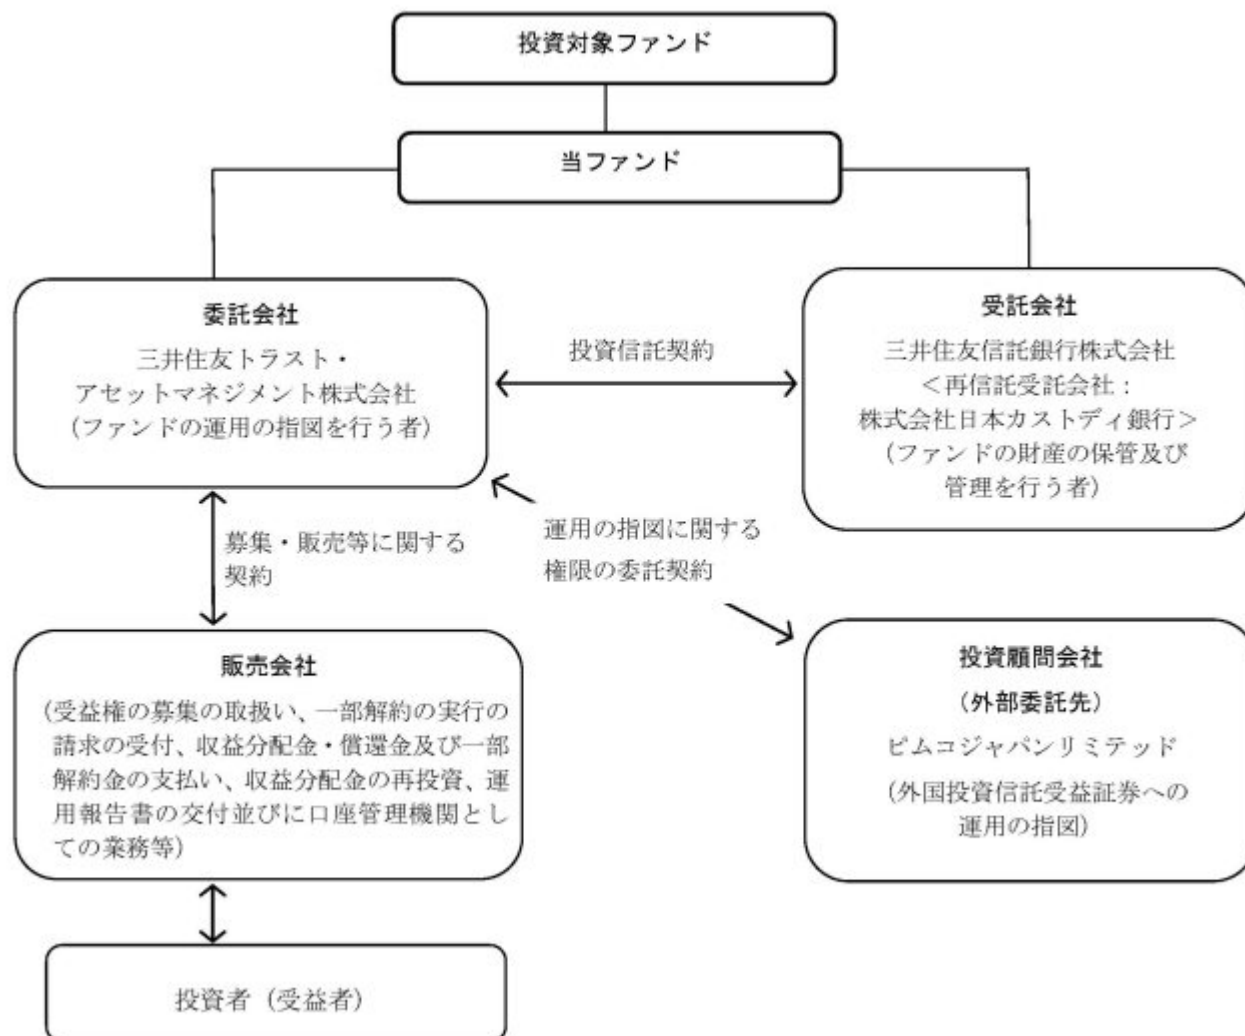 投資対象ファンド
当ファンド
委託会社
三井住友トラスト・
アセットマネジメント株式会社
(ファンドの運用の指図を行う者)
投資信託契約
受託会社
三井住友信託銀行株式会社
＜再信託受託会社：
株式会社日本カストディ銀行＞
(ファンドの財産の保管及び
管理を行う者)
募集・販売等に関する
契約
運用の指図に関する
権限の委託契約
販売会社
(受益権の募集の取扱い、一部解約の実行の
請求の受付、収益分配金・償還金及び一部
解約金の支払い、収益分配金の再投資、運
用報告書の交付並びに口座管理機関とし
ての業務等)
投資顧問会社
(外部委託先)
ピムコジャパンリミテッド
(外国投資信託受益証券への
運用の指図)
投資者 (受益者)